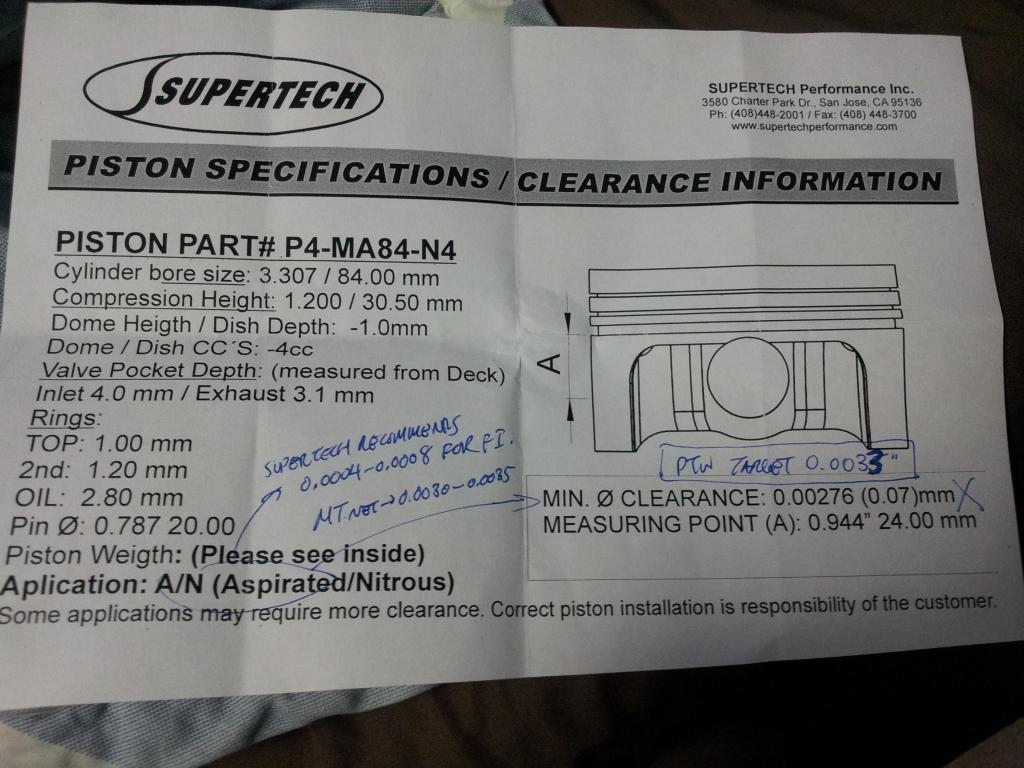 SUPERTECH
SUPERTECH Performance Inc.
3580 Charter Park Dr., San Jose, CA 95136
Ph: (408)448-2001 / Fax: (408) 448-3700
www.supertechperformance.com
PISTON SPECIFICATIONS / CLEARANCE INFORMATION
PISTON PART# P4-MA84-N4
Cylinder bore size: 3.307 / 84.00 mm
Compression Height: 1.200 / 30.50 mm
Dome Heigth / Dish Depth: -1.0mm
Dome / Dish CC´S: -4cc
Valve Pocket Depth: (measured from Deck)
Inlet 4.0 mm / Exhaust 3.1 mm
Rings:
TOP: 1.00 mm
2nd: 1.20 mm
OIL: 2.80 mm
Pin Ø: 0.787 20.00
Piston Weigth: (Please see inside)
Aplication: A/N (Aspirated/Nitrous)
Some applications may require more clearance. Correct piston installation is responsibility of the customer.
SUPERTECH RECOMMENDS
0.0004-0.0008 FOR FI.
MT.NET → 0.0030-0.0035
A
PTW TARGET 0.0033"
MIN. Ø CLEARANCE: 0.00276 (0.07)mm X
MEASURING POINT (A): 0.944” 24.00 mm